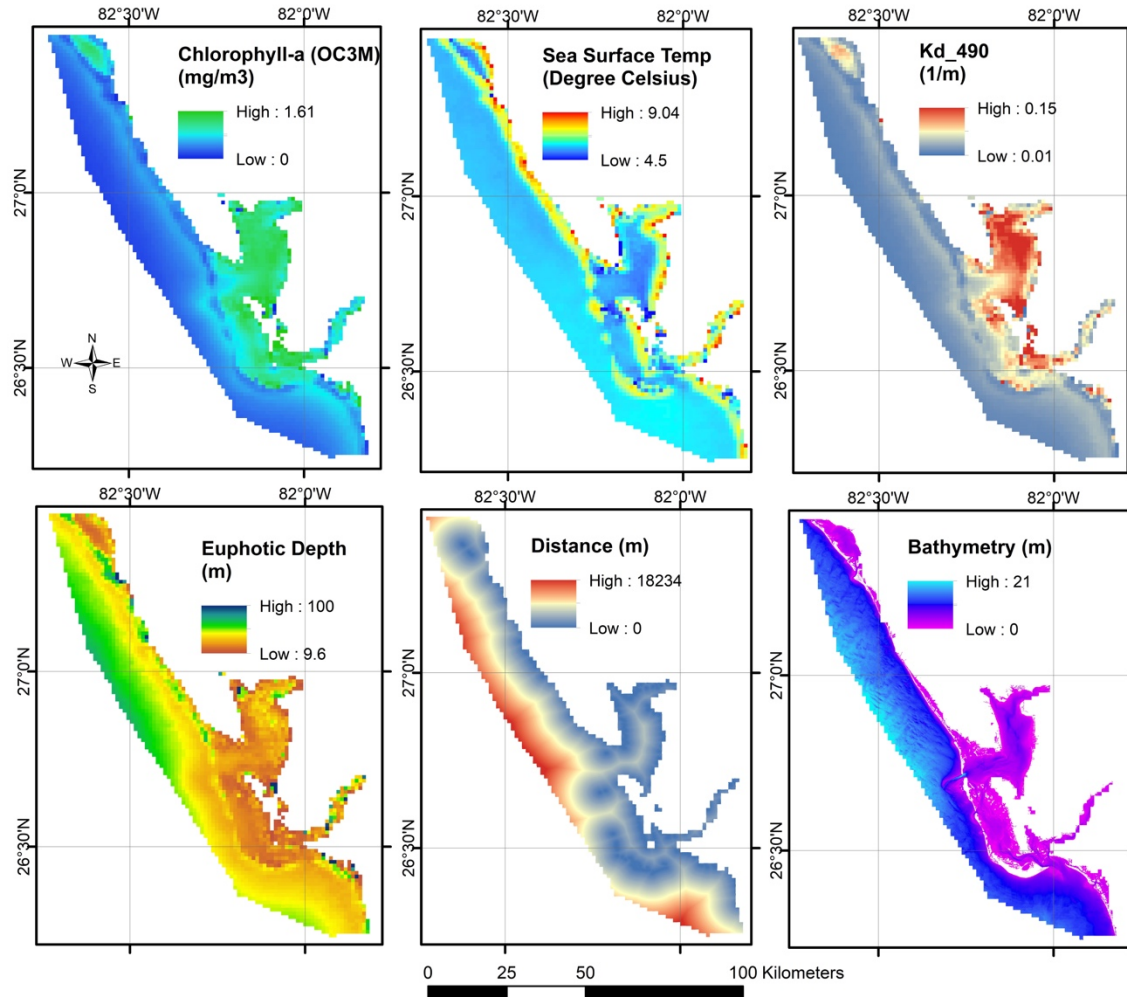 82°30'W 82°0'W 82°30'W 82°0'W 82°30'W 82°0'W
Chlorophyll-a (OC3M)
(mg/m3)
High : 1.61
Low : 0
27°0'N
26°30'N
N
W E
S
Sea Surface Temp
(Degree Celsius)
High : 9.04
Low : 4.5
27°0'N
26°30'N
Kd_490
(1/m)
High : 0.15
Low : 0.01
27°0'N
26°30'N
82°30'W 82°0'W 82°30'W 82°0'W 82°30'W 82°0'W
Euphotic Depth
(m)
High : 100
Low : 9.6
27°0'N
26°30'N
Distance (m)
High : 18234
Low : 0
27°0'N
26°30'N
Bathymetry (m)
High : 21
Low : 0
27°0'N
26°30'N
0 25 50 100 Kilometers